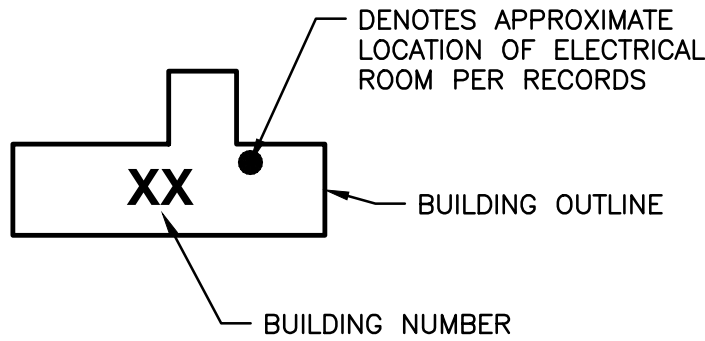 DENOTES APPROXIMATE
LOCATION OF ELECTRICAL
ROOM PER RECORDS
XX
BUILDING OUTLINE
BUILDING NUMBER